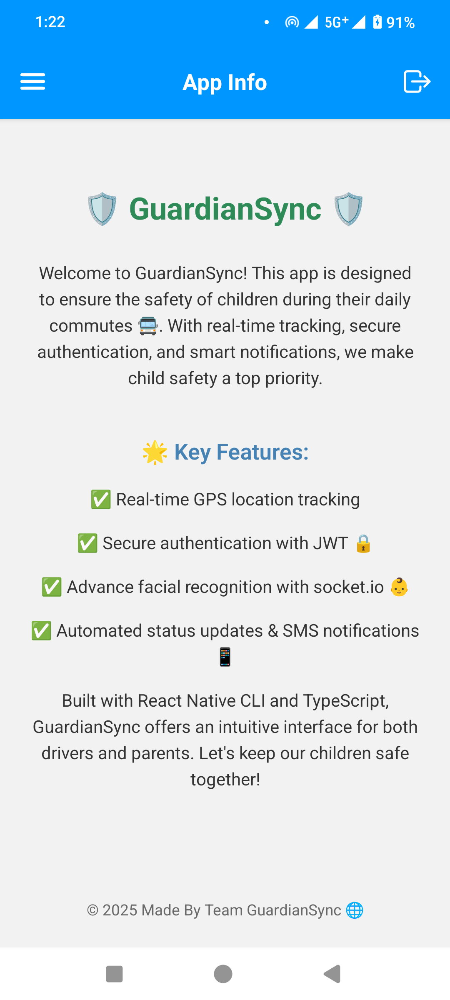 1:22
5G+
91%
App Info
🛡️ GuardianSync 🛡️
Welcome to GuardianSync! This app is designed
to ensure the safety of children during their daily
commutes 🚍. With real-time tracking, secure
authentication, and smart notifications, we make
child safety a top priority.
🌟 Key Features:
✅ Real-time GPS location tracking
✅ Secure authentication with JWT 🔒
✅ Advance facial recognition with socket.io 👶
✅ Automated status updates & SMS notifications
📱
Built with React Native CLI and TypeScript,
GuardianSync offers an intuitive interface for both
drivers and parents. Let's keep our children safe
together!
© 2025 Made By Team GuardianSync 🌐